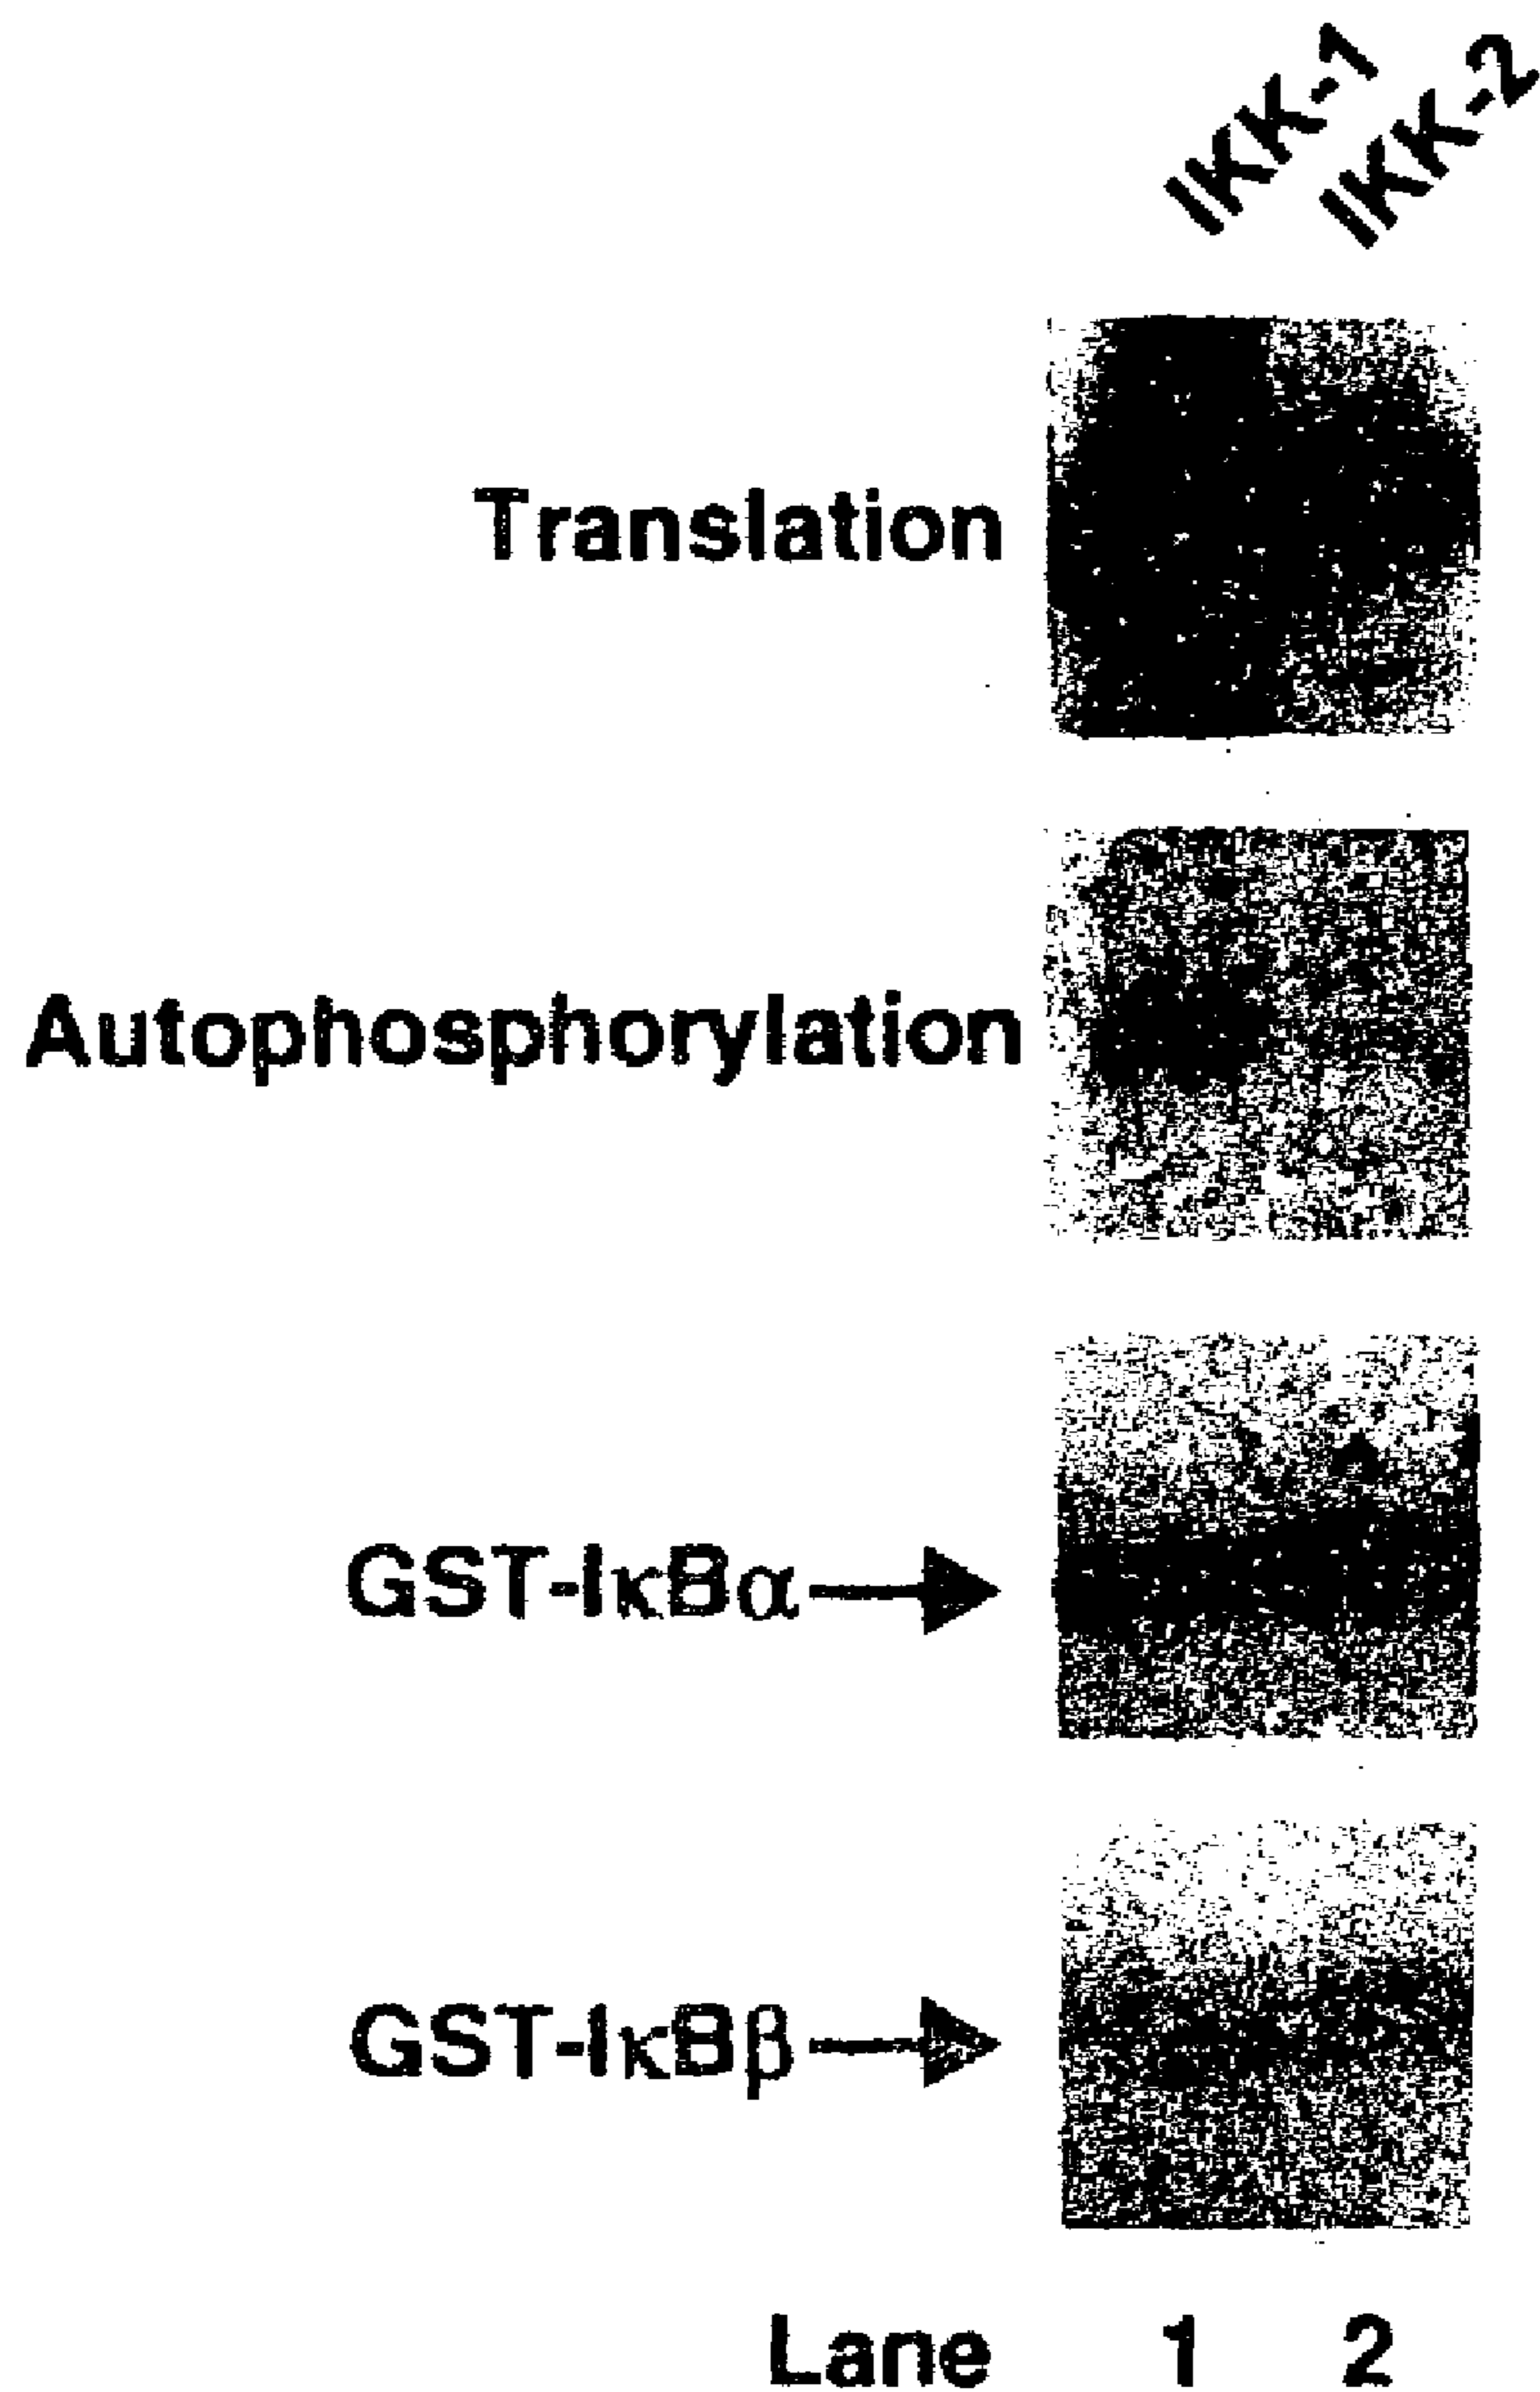 IKK-1
IKK-2
Translation
Autophosphorylation
GST-IκBα
GST-IκBβ
Lane 1 2